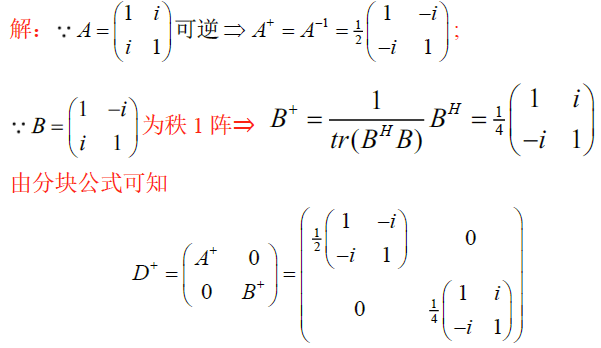 解：∵ A = \begin{pmatrix} 1 & i \\ i & 1 \end{pmatrix} 可逆 ⇒ A^{+} = A^{-1} = \frac{1}{2} \begin{pmatrix} 1 & -i \\ -i & 1 \end{pmatrix} ;
∵ B = \begin{pmatrix} 1 & -i \\ i & 1 \end{pmatrix} 为秩 1 阵⇒ B^{+} = \frac{1}{tr(B^{H}B)} B^{H} = \frac{1}{4} \begin{pmatrix} 1 & i \\ -i & 1 \end{pmatrix}
由分块公式可知
D^{+} = \begin{pmatrix} A^{+} & 0 \\ 0 & B^{+} \end{pmatrix} = \begin{pmatrix} \frac{1}{2} \begin{pmatrix} 1 & -i \\ -i & 1 \end{pmatrix} & 0 \\ 0 & \frac{1}{4} \begin{pmatrix} 1 & i \\ -i & 1 \end{pmatrix} \end{pmatrix}